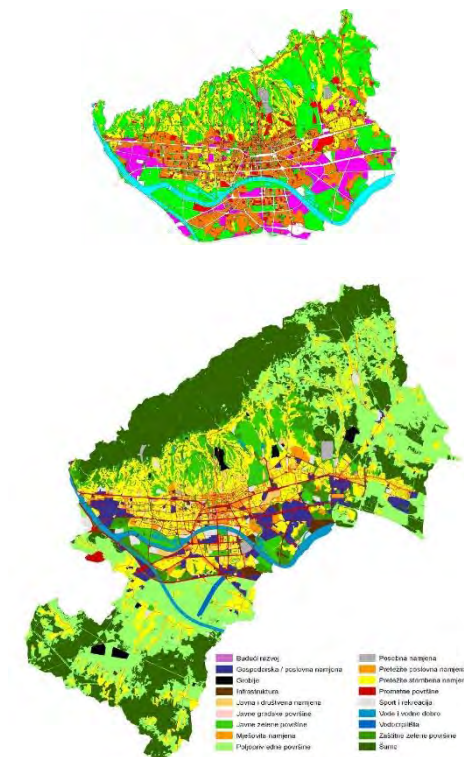 Budući razvoj
Gospodarska / poslovna namjena
Groblje
Infrastruktura
Javna i društvena namjena
Javne gradske površine
Javne zelene površine
Mješovita namjena
Poljoprivredne površine
Posebna namjena
Pretežito poslovna namjena
Pretežito stambena namjena
Prometne površine
Sport i rekreacija
Vode i vodno dobro
Vodocrpilišta
Zaštitne zelene površine
Šume